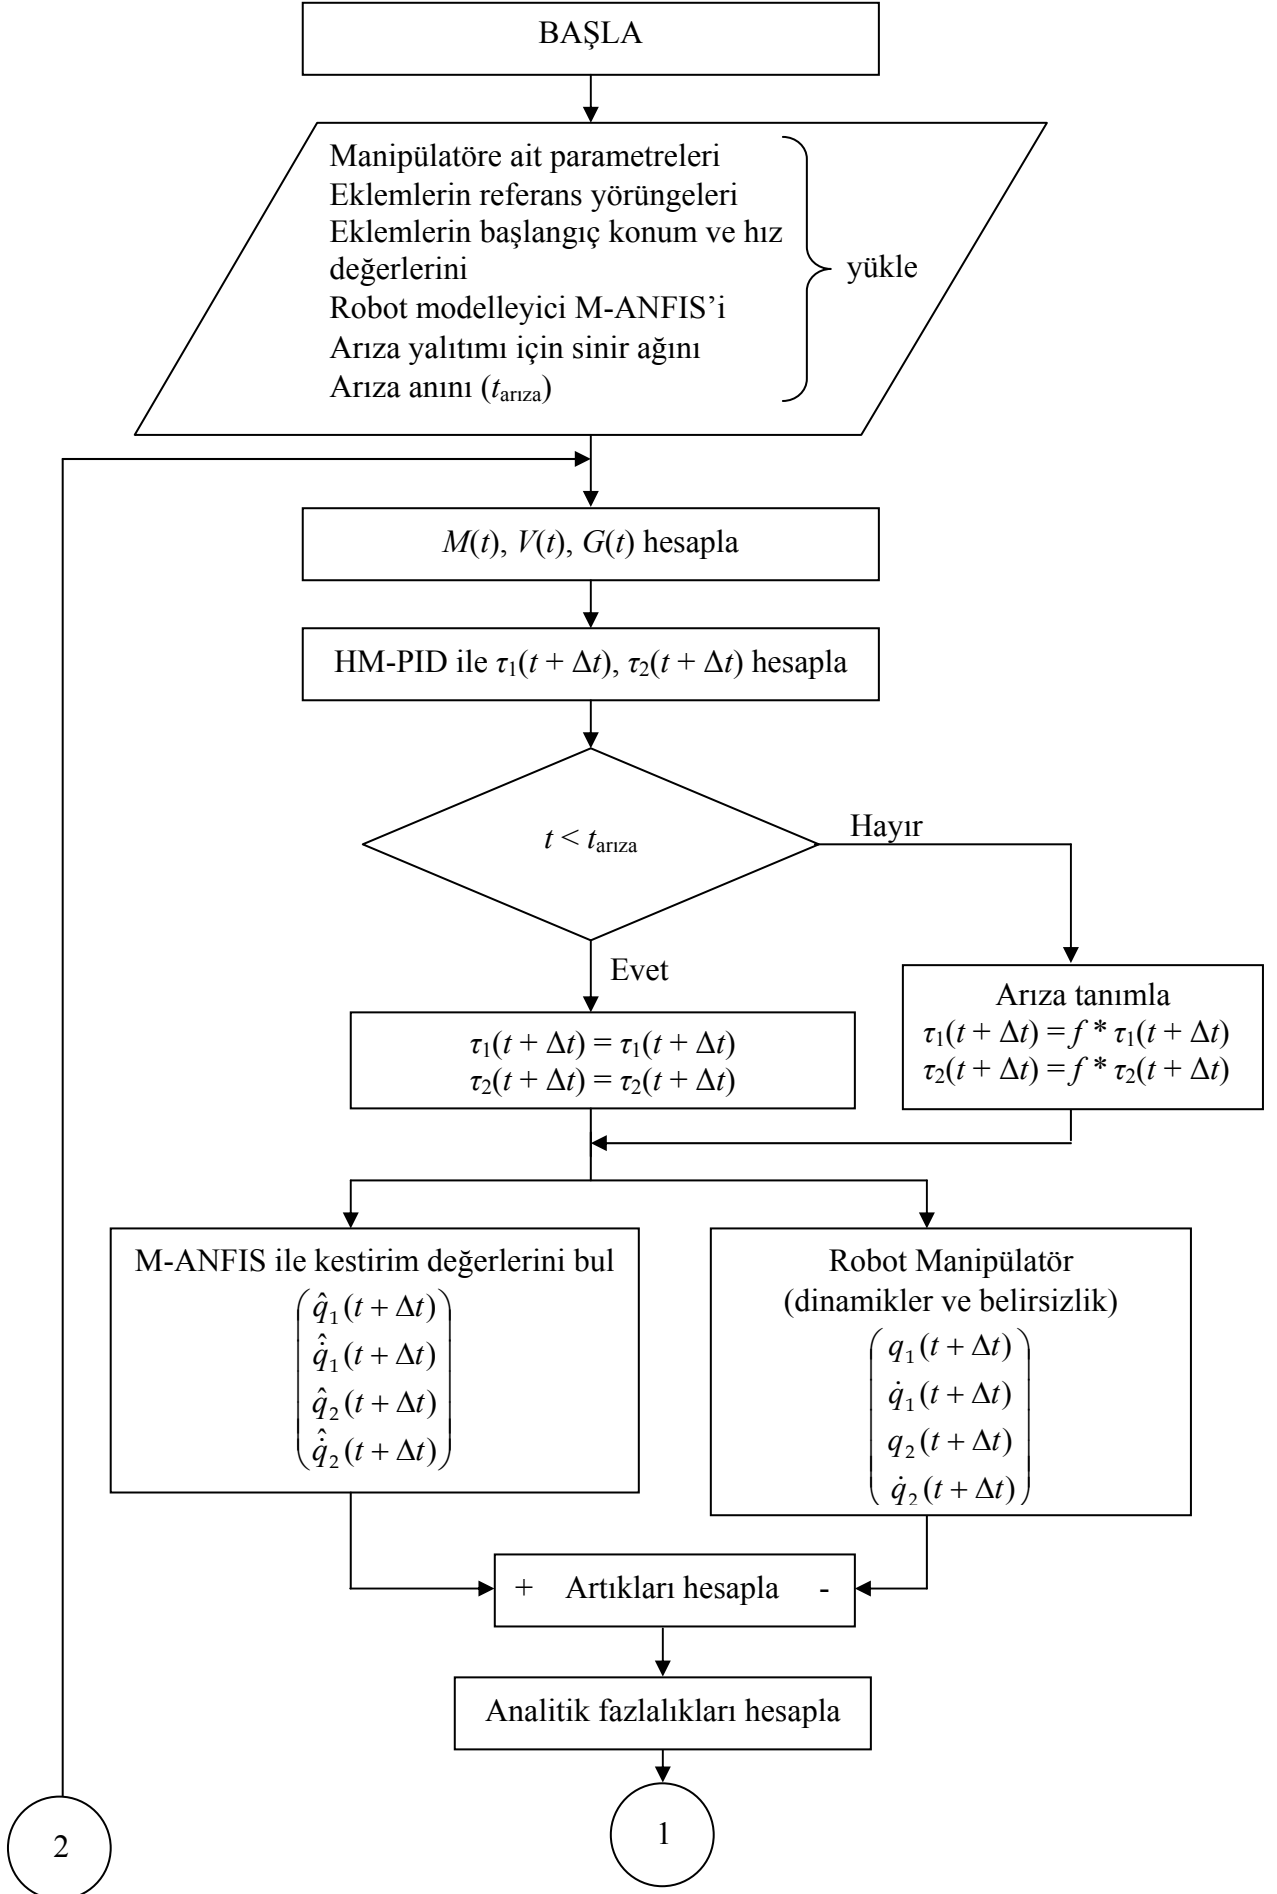 BAŞLA
Manipülatöre ait parametreleri
Eklemlerin referans yörüngeleri
Eklemlerin başlangıç konum ve hız
değerlerini
Robot modelleyici M-ANFIS’i
Arıza yalıtımı için sinir ağını
Arıza anını (t_arıza)
yükle
M(t), V(t), G(t) hesapla
HM-PID ile τ₁(t + Δt), τ₂(t + Δt) hesapla
t < t_arıza
Hayır
Evet
Arıza tanımla
τ₁(t + Δt) = f * τ₁(t + Δt)
τ₂(t + Δt) = f * τ₂(t + Δt)
τ₁(t + Δt) = τ₁(t + Δt)
τ₂(t + Δt) = τ₂(t + Δt)
M-ANFIS ile kestirim değerlerini bul
q̂₁(t + Δt)
q̇̂₁(t + Δt)
q̂₂(t + Δt)
q̇̂₂(t + Δt)
Robot Manipülatör
(dinamikler ve belirsizlik)
q₁(t + Δt)
q̇₁(t + Δt)
q₂(t + Δt)
q̇₂(t + Δt)
+ Artıkları hesapla -
Analitik fazlalıkları hesapla
2
1